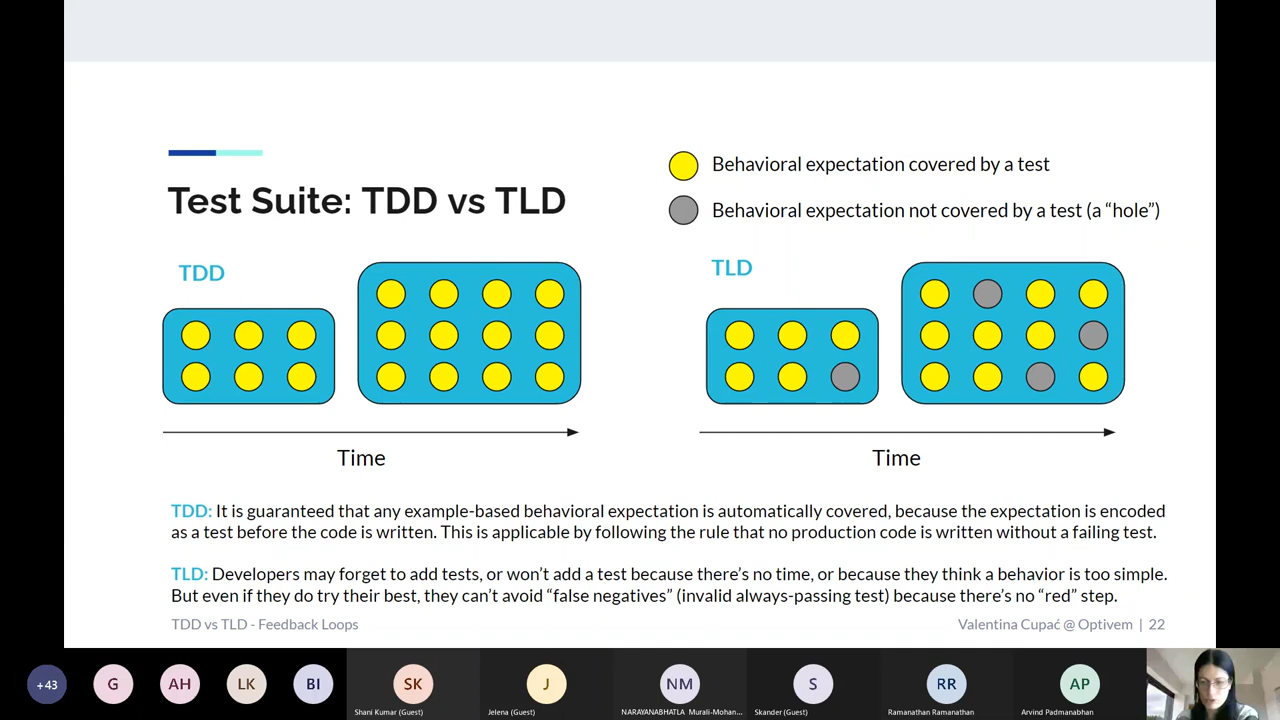 Behavioral expectation covered by a test
Test Suite: TDD vs TLD
Behavioral expectation not covered by a test (a “hole”)
TDD
TLD
Time
Time
TDD: It is guaranteed that any example-based behavioral expectation is automatically covered, because the expectation is encoded
as a test before the code is written. This is applicable by following the rule that no production code is written without a failing test.
TLD: Developers may forget to add tests, or won’t add a test because there’s no time, or because they think a behavior is too simple.
But even if they do try their best, they can’t avoid “false negatives” (invalid always-passing test) because there’s no “red” step.
TDD vs TLD - Feedback Loops
Valentina Cupać @ Optivem | 22
+43
G
AH
LK
BI
SK
J
NM
S
RR
AP
Shani Kumar (Guest)
Jelena (Guest)
NARAYANABHATLA Murali-Mohan...
Skander (Guest)
Ramanathan Ramanathan
Arvind Padmanabhan